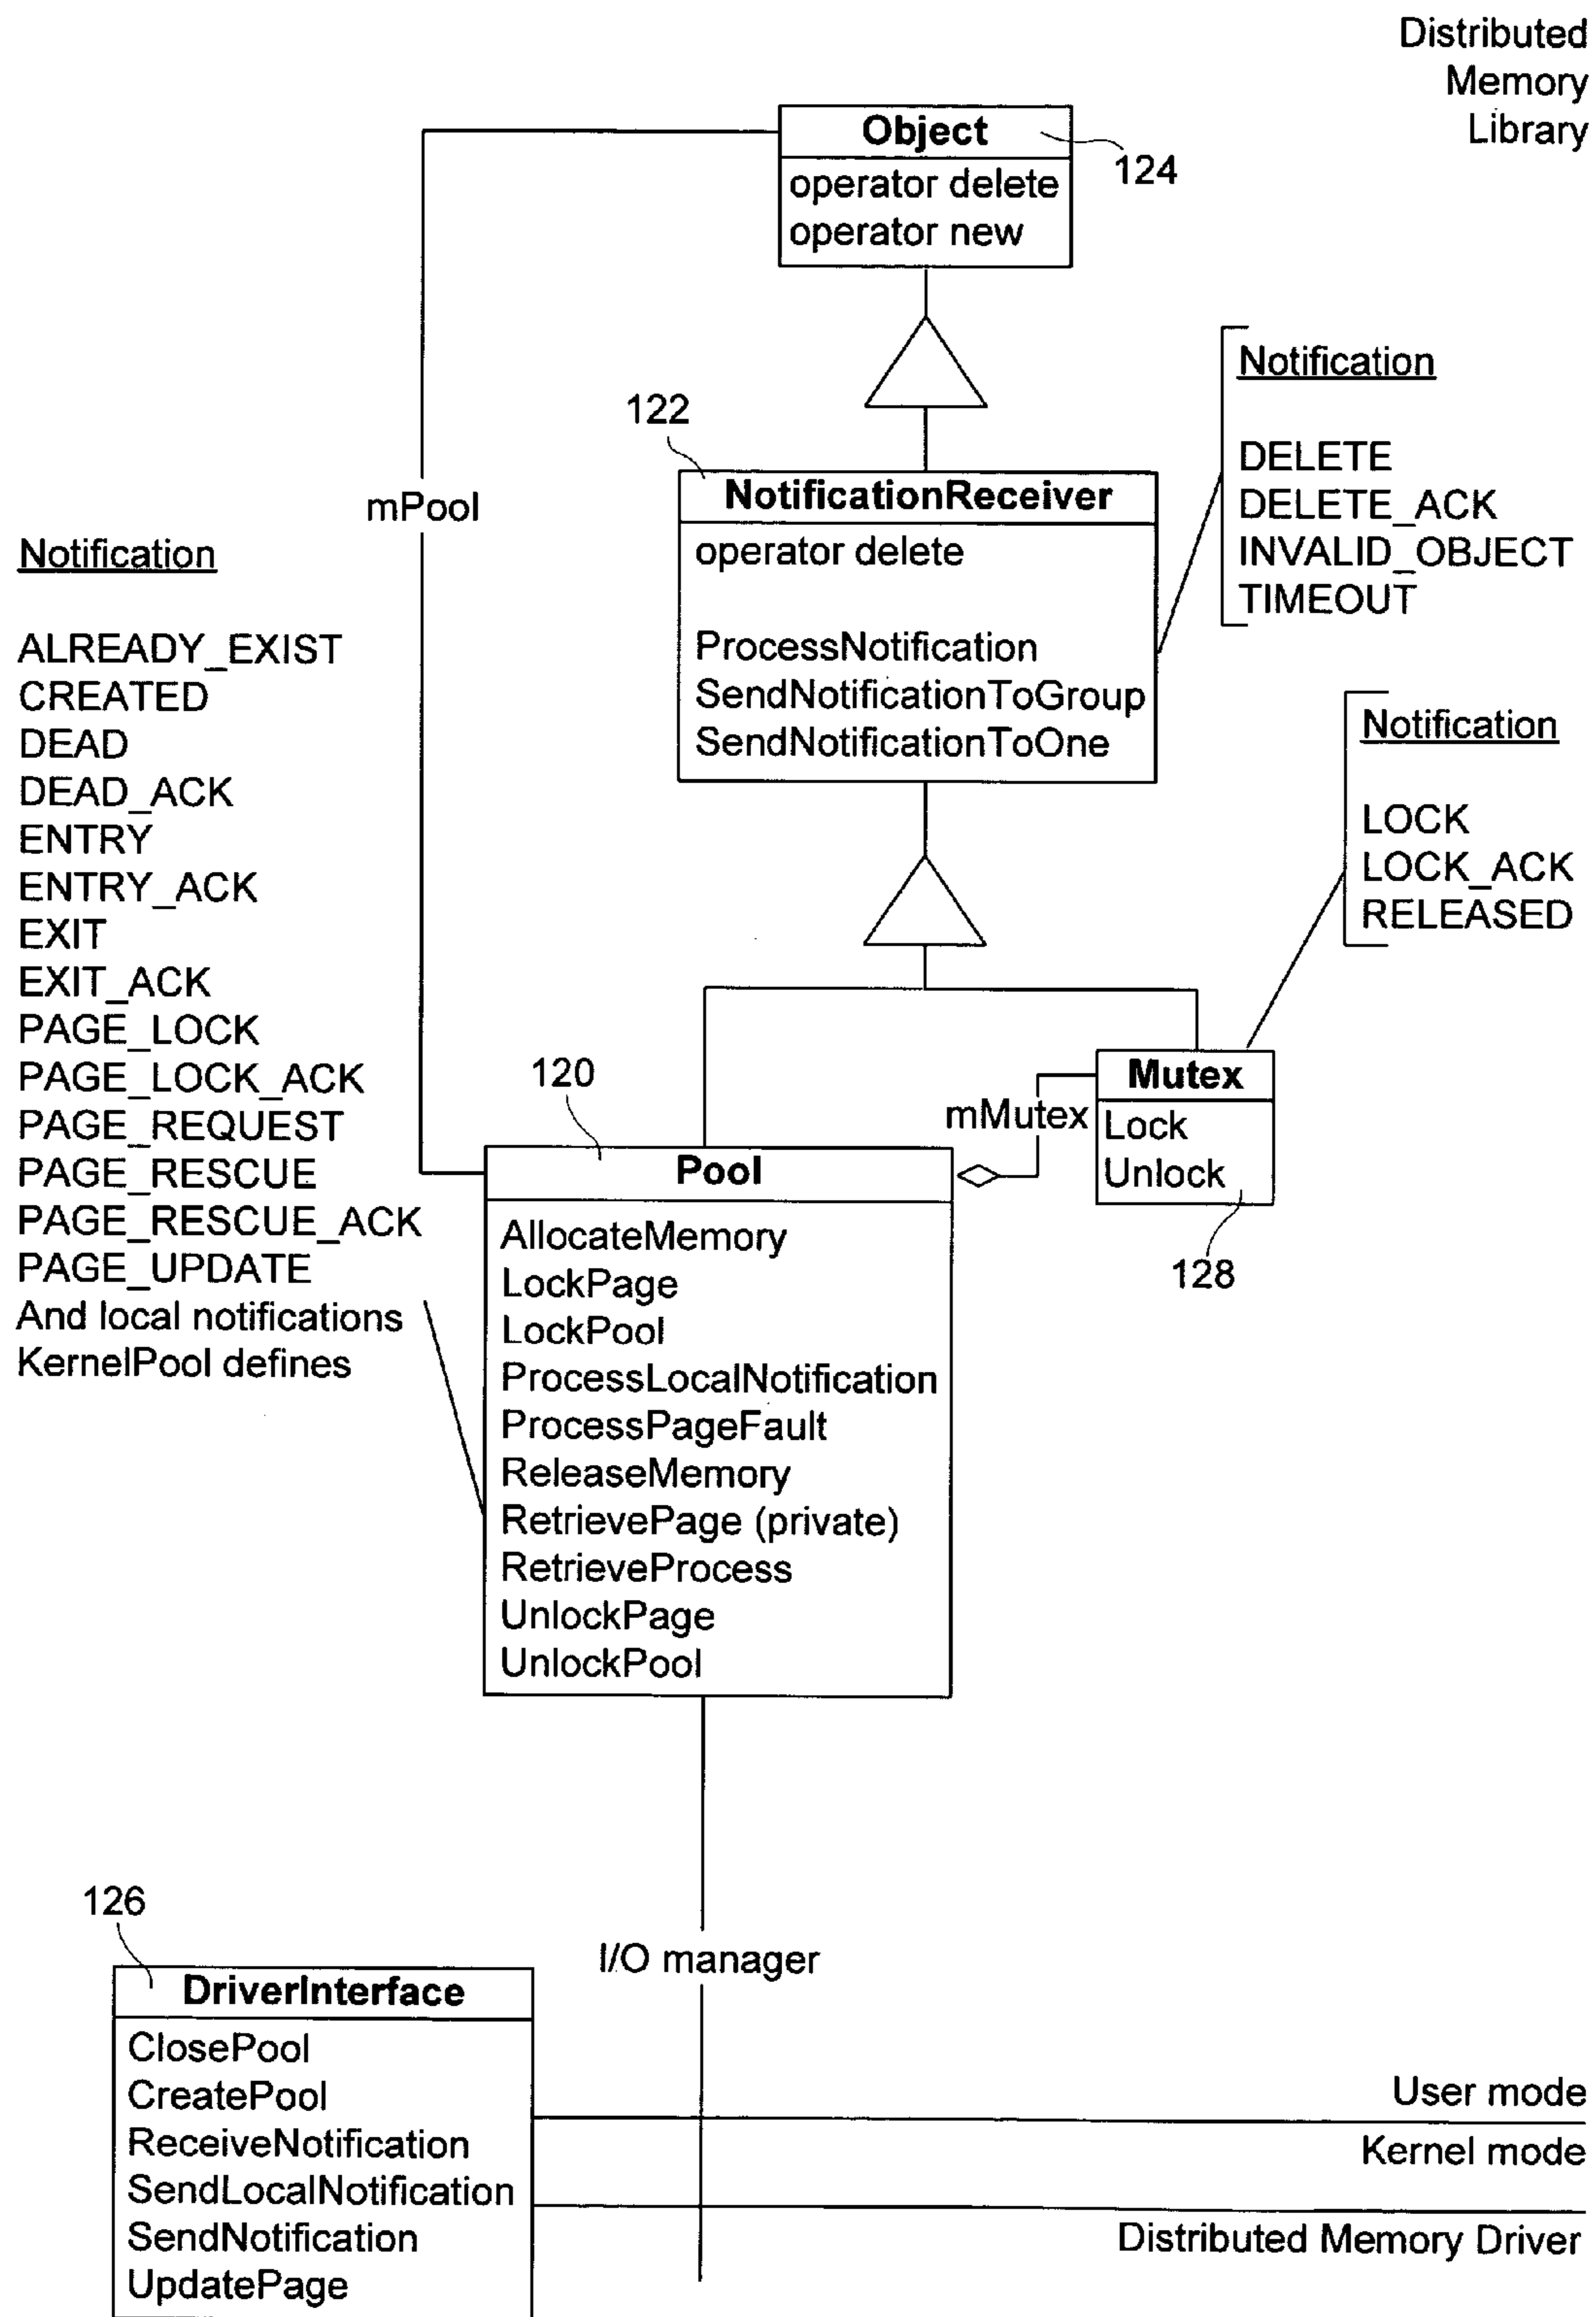 Distributed
Memory
Library
Object
124
operator delete
operator new
Notification
DELETE
DELETE_ACK
INVALID_OBJECT
TIMEOUT
122
NotificationReceiver
operator delete
ProcessNotification
SendNotificationToGroup
SendNotificationToOne
mPool
Notification
ALREADY_EXIST
CREATED
DEAD
DEAD_ACK
ENTRY
ENTRY_ACK
EXIT
EXIT_ACK
PAGE_LOCK
PAGE_LOCK_ACK
PAGE_REQUEST
PAGE_RESCUE
PAGE_RESCUE_ACK
PAGE_UPDATE
And local notifications
KernelPool defines
Notification
LOCK
LOCK_ACK
RELEASED
Mutex
Lock
Unlock
128
mMutex
120
Pool
AllocateMemory
LockPage
LockPool
ProcessLocalNotification
ProcessPageFault
ReleaseMemory
RetrievePage (private)
RetrieveProcess
UnlockPage
UnlockPool
I/O manager
126
DriverInterface
ClosePool
CreatePool
ReceiveNotification
SendLocalNotification
SendNotification
UpdatePage
User mode
Kernel mode
Distributed Memory Driver